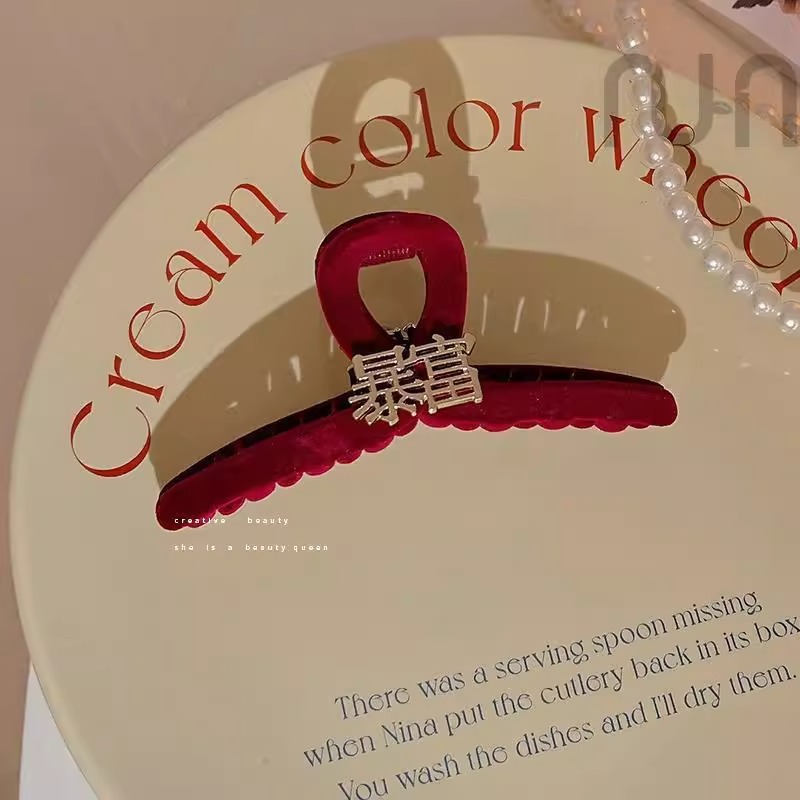 Cream color wheel
暴富
creative beauty
she is a beauty queen
There was a serving spoon missing
when Nina put the cutlery back in its box
You wash the dishes and I'll dry them.